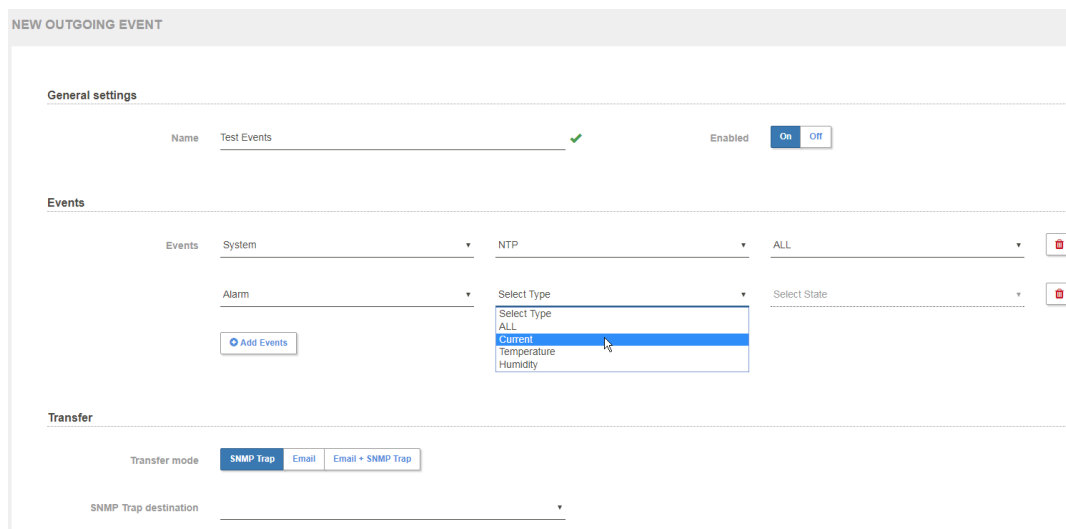 NEW OUTGOING EVENT
General settings
Name Test Events Enabled On Off
Events
Events System NTP ALL
Alarm Select Type Select State
Select Type
ALL
Add Events Current
Temperature
Humidity
Transfer
Transfer mode SNMP Trap Email Email + SNMP Trap
SNMP Trap destination